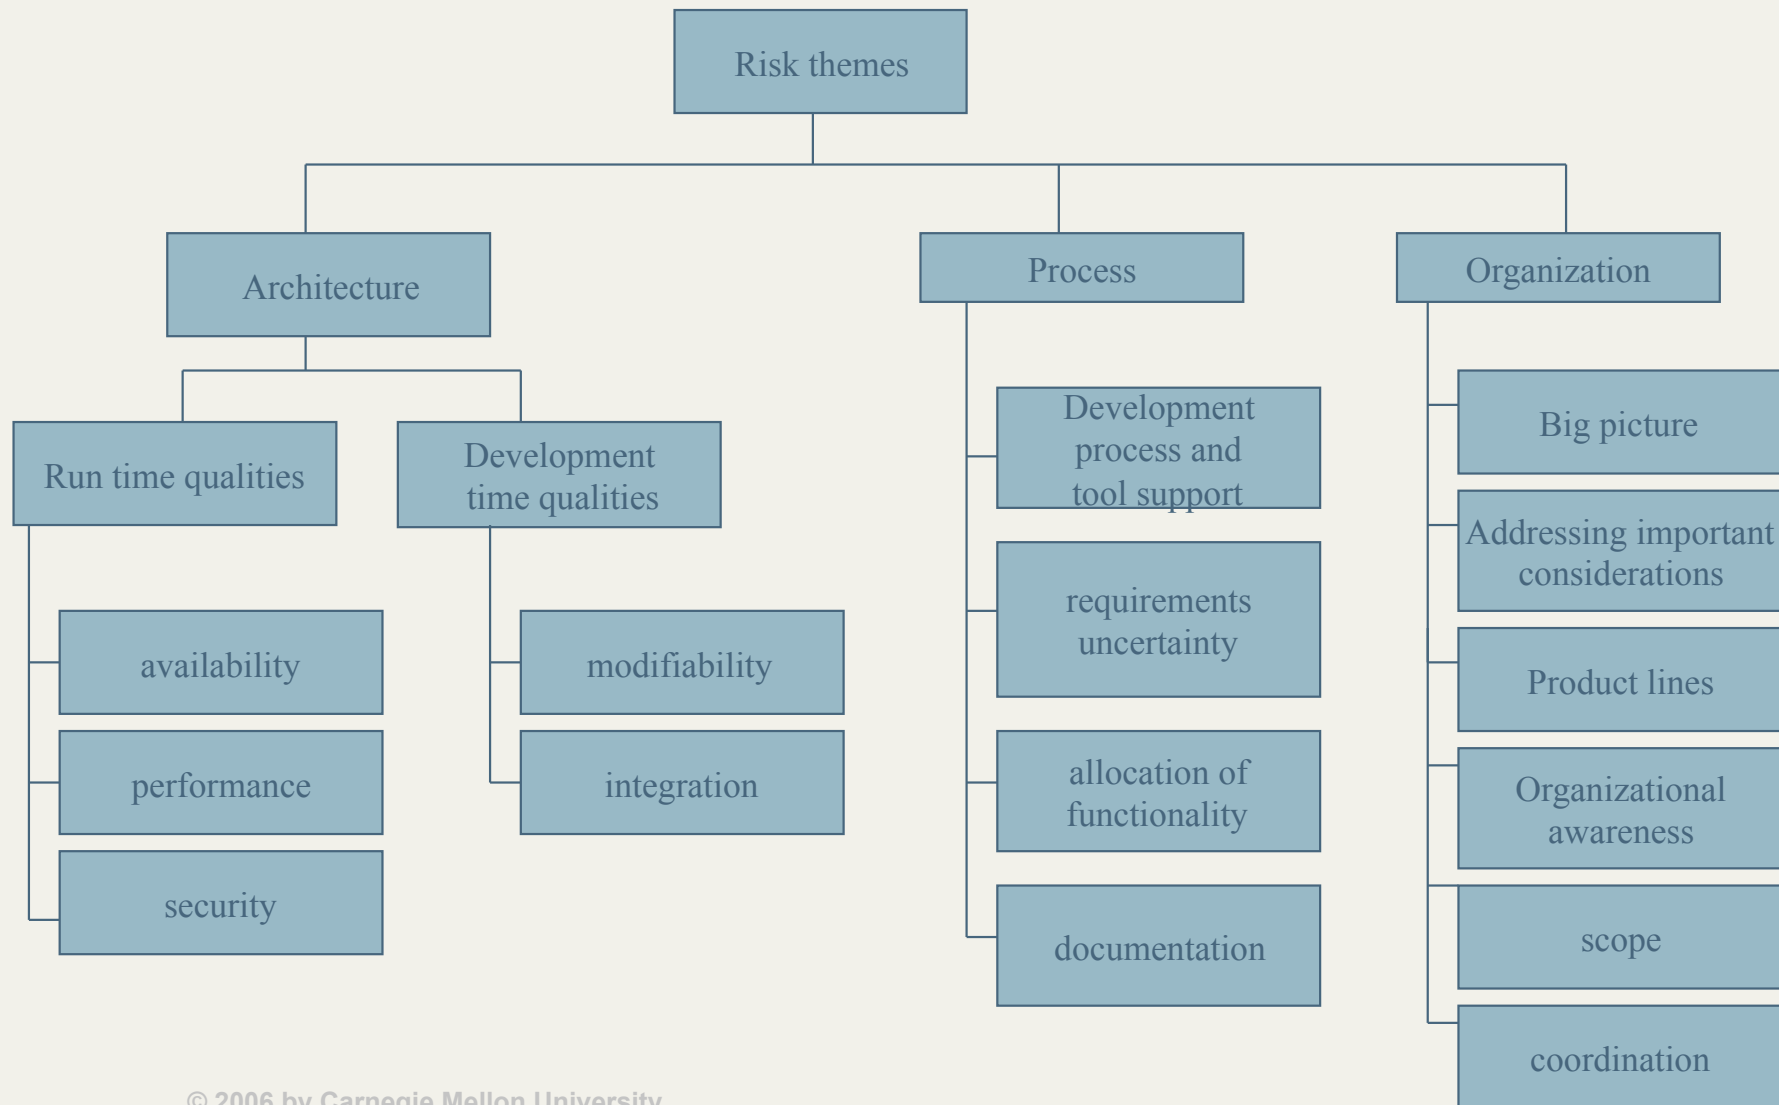 Risk themes
Architecture
Process
Organization
Run time qualities
Development
time qualities
availability
performance
security
modifiability
integration
Development
process and
tool support
requirements
uncertainty
allocation of
functionality
documentation
Big picture
Addressing important
considerations
Product lines
Organizational
awareness
scope
coordination
© 2006 by Carnegie Mellon University